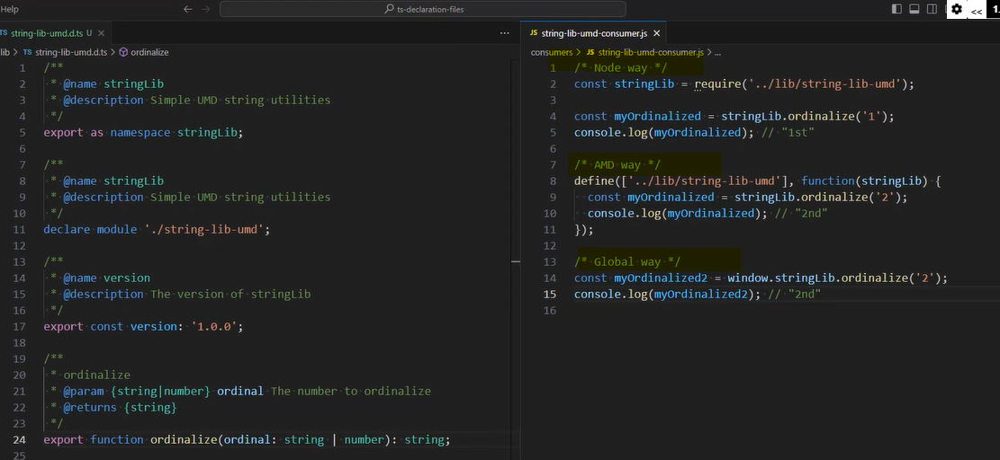 Help
ts-declaration-files
<<
1.
TS string-lib-umd.d.ts U
JS string-lib-umd-consumer.js
lib > TS string-lib-umd.d.ts > ordinalize
consumers > JS string-lib-umd-consumer.js > ...
1 /**
2 * @name stringLib
3 * @description Simple UMD string utilities
4 */
5 export as namespace stringLib;
6
7 /**
8 * @name stringLib
9 * @description Simple UMD string utilities
10 */
11 declare module './string-lib-umd';
12
13 /**
14 * @name version
15 * @description The version of stringLib
16 */
17 export const version: '1.0.0';
18
19 /**
20 * ordinalize
21 * @param {string|number} ordinal The number to ordinalize
22 * @returns {string}
23 */
24 export function ordinalize(ordinal: string | number): string;
25
1 /* Node way */
2 const stringLib = require('../lib/string-lib-umd');
3
4 const myOrdinalized = stringLib.ordinalize('1');
5 console.log(myOrdinalized); // "1st"
6
7 /* AMD way */
8 define(['../lib/string-lib-umd'], function(stringLib) {
9 const myOrdinalized = stringLib.ordinalize('2');
10 console.log(myOrdinalized); // "2nd"
11 });
12
13 /* Global way */
14 const myOrdinalized2 = window.stringLib.ordinalize('2');
15 console.log(myOrdinalized2); // "2nd"
16